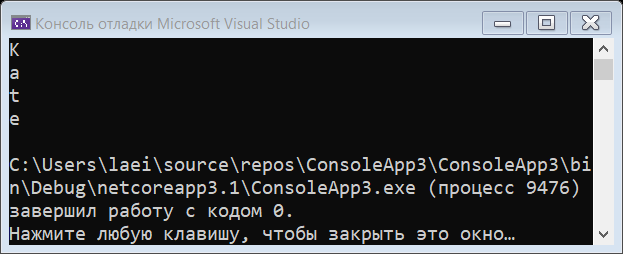 Консоль отладки Microsoft Visual Studio
K
a
t
e
C:\Users\laei\source\repos\ConsoleApp3\ConsoleApp3\bi
n\Debug\netcoreapp3.1\ConsoleApp3.exe (процесс 9476)
завершил работу с кодом 0.
Нажмите любую клавишу, чтобы закрыть это окно…